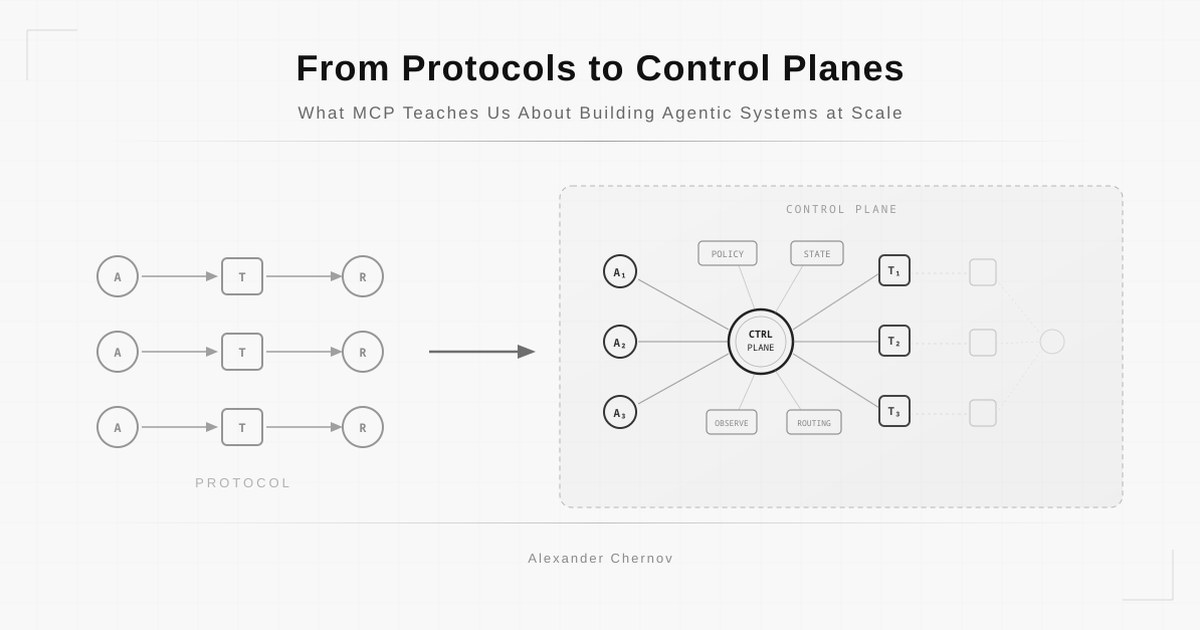 From Protocols to Control Planes
What MCP Teaches Us About Building Agentic Systems at Scale
A T R
A T R
A T R
PROTOCOL
CONTROL PLANE
POLICY STATE
A₁ T₁
A₂ CTRL PLANE T₂
A₃ T₃
OBSERVE ROUTING
Alexander Chernov